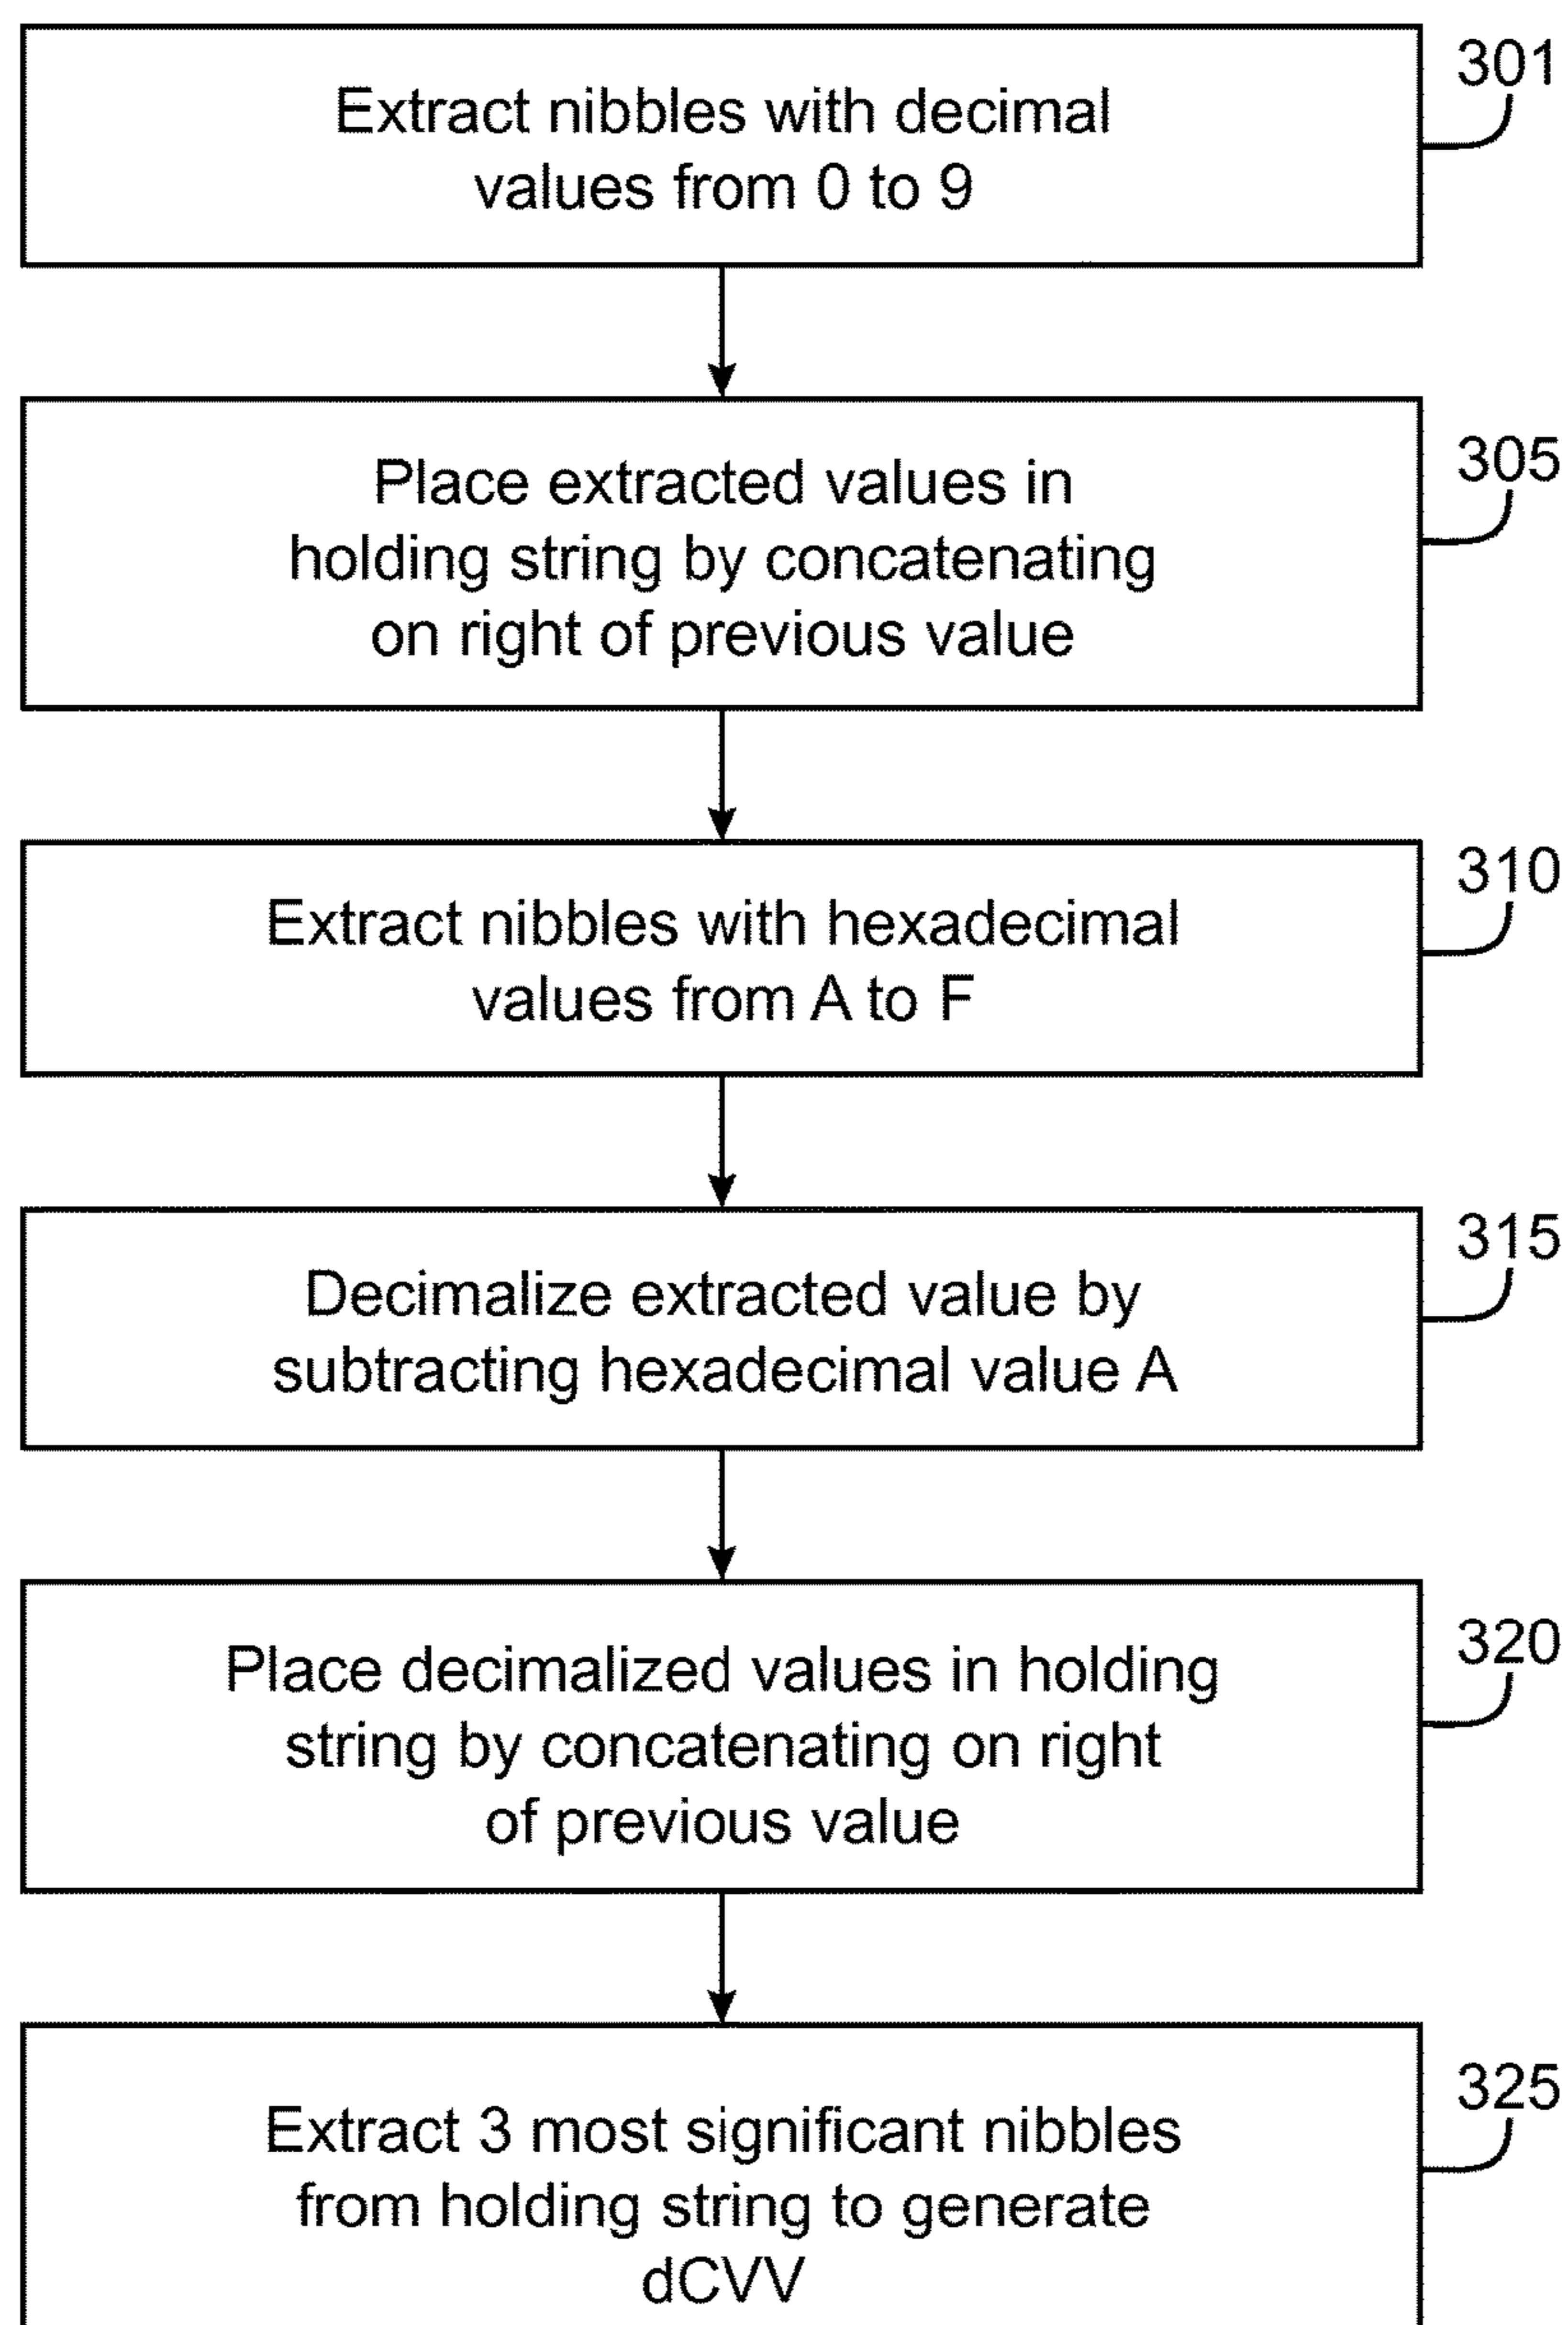 301
Extract nibbles with decimal
values from 0 to 9
305
Place extracted values in
holding string by concatenating
on right of previous value
310
Extract nibbles with hexadecimal
values from A to F
315
Decimalize extracted value by
subtracting hexadecimal value A
320
Place decimalized values in holding
string by concatenating on right
of previous value
325
Extract 3 most significant nibbles
from holding string to generate
dCVV